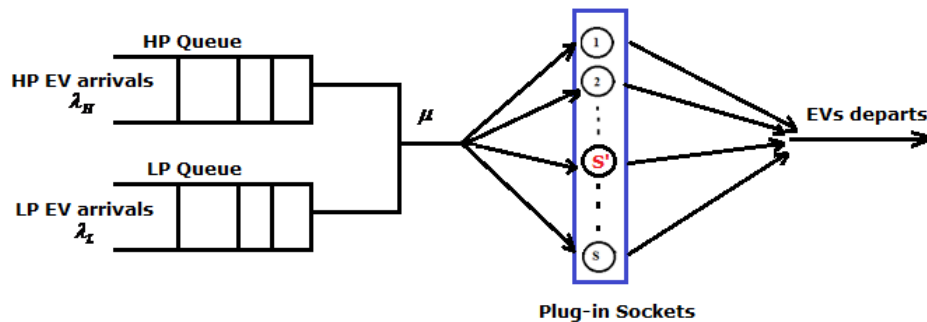 HP Queue
HP EV arrivals
λH
LP Queue
LP EV arrivals
λL
μ
1
2
S'
S
EVs departs
Plug-in Sockets